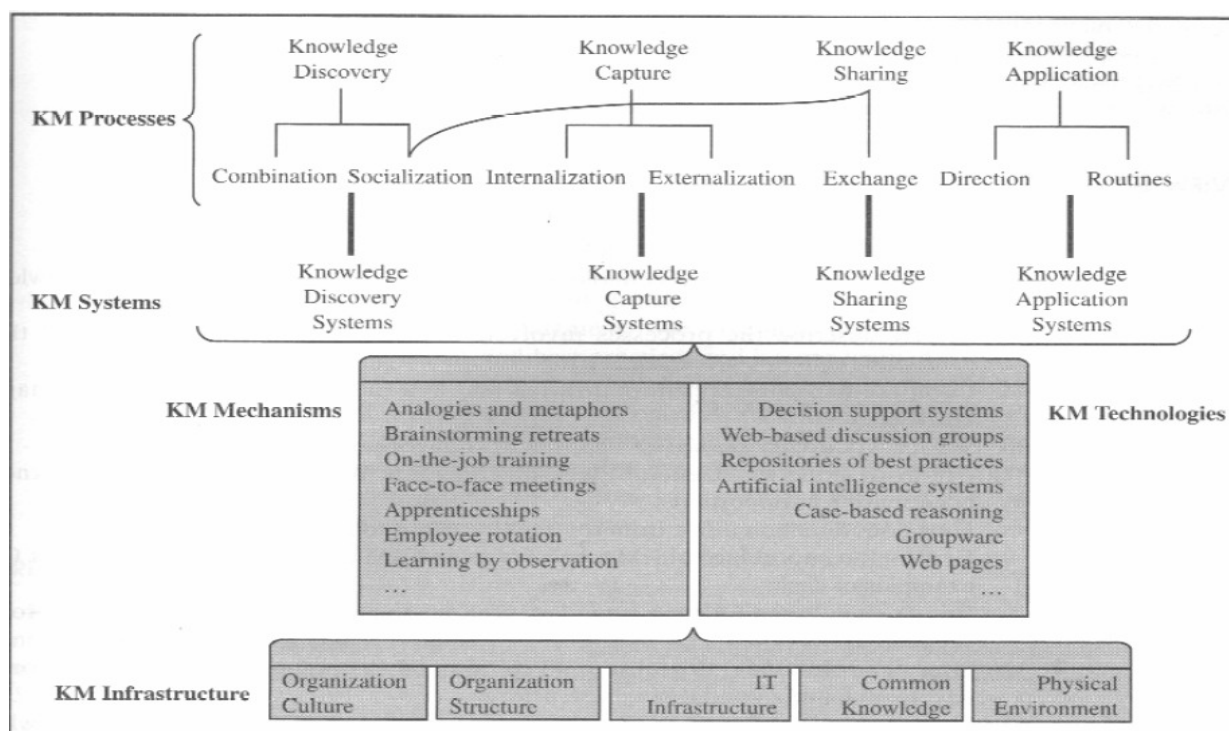 Knowledge Discovery
Knowledge Capture
Knowledge Sharing
Knowledge Application
KM Processes
Combination Socialization Internalization Externalization Exchange Direction Routines
KM Systems
Knowledge Discovery Systems
Knowledge Capture Systems
Knowledge Sharing Systems
Knowledge Application Systems
KM Mechanisms
Analogies and metaphors
Brainstorming retreats
On-the-job training
Face-to-face meetings
Apprenticeships
Employee rotation
Learning by observation
...
Decision support systems
Web-based discussion groups
Repositories of best practices
Artificial intelligence systems
Case-based reasoning
Groupware
Web pages
...
KM Technologies
KM Infrastructure
Organization Culture
Organization Structure
IT Infrastructure
Common Knowledge
Physical Environment